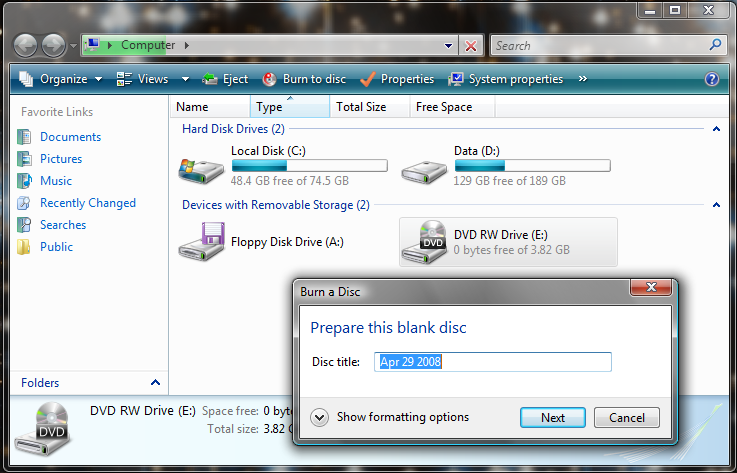 Computer
Search
Organize Views Eject Burn to disc Properties System properties »
Favorite Links
Documents
Pictures
Music
Recently Changed
Searches
Public
Folders
Name Type Total Size Free Space
Hard Disk Drives (2)
Local Disk (C:)
48.4 GB free of 74.5 GB
Data (D:)
129 GB free of 189 GB
Devices with Removable Storage (2)
Floppy Disk Drive (A:)
DVD
DVD RW Drive (E:)
0 bytes free of 3.82 GB
Burn a Disc
Prepare this blank disc
Disc title: Apr 29 2008
Show formatting options Next Cancel
DVD
DVD RW Drive (E:) Space free: 0 byt
Total size: 3.82